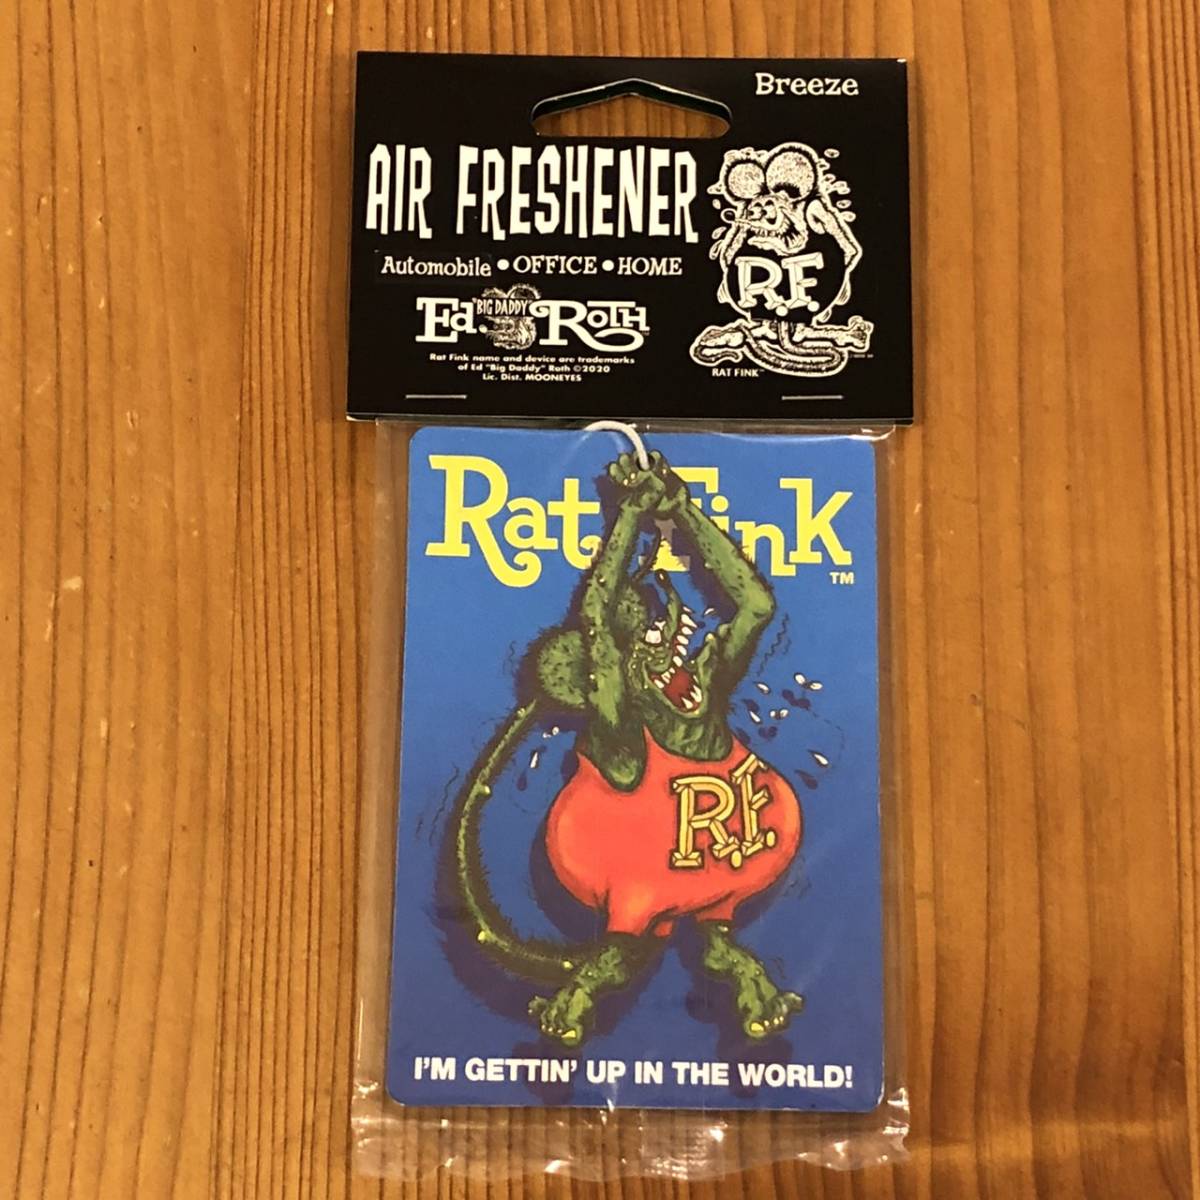 Breeze
AIR FRESHENER
Automobile • OFFICE • HOME
Ed. "BIG DADDY" ROTH
Rat Fink name and device are trademarks
of Ed "Big Daddy" Roth ©2020
Lic. Dist. MOONEYES
R.F.
RAT FINK™
Rat Fink
TM
R.F.
I'M GETTIN' UP IN THE WORLD!